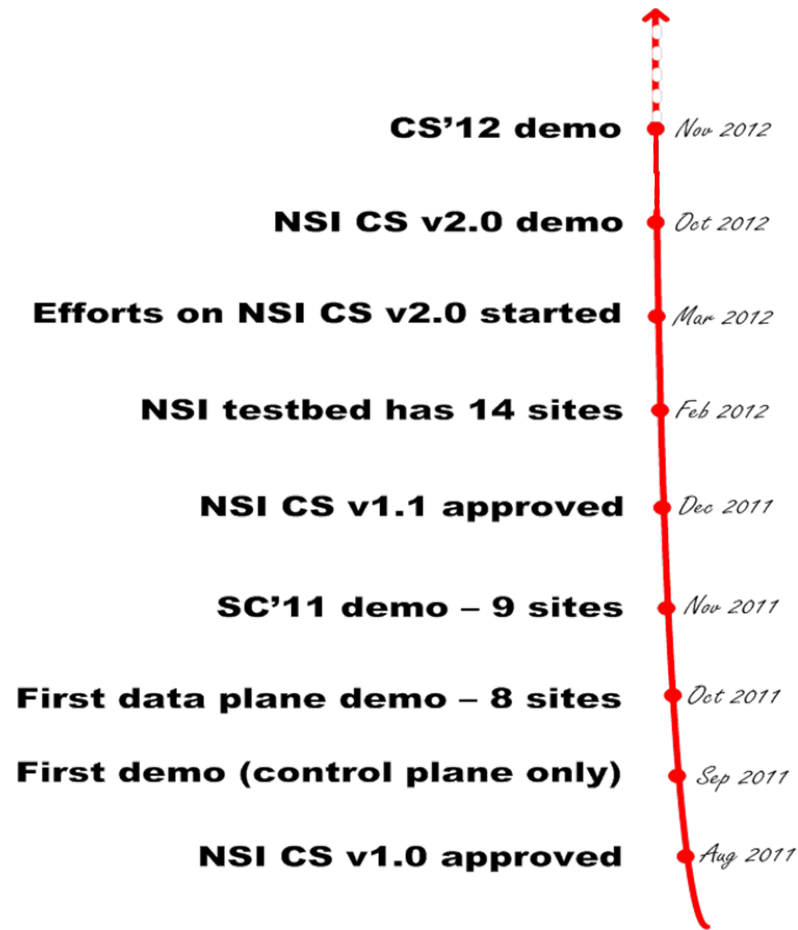 CS’12 demo Nov 2012
NSI CS v2.0 demo Oct 2012
Efforts on NSI CS v2.0 started Mar 2012
NSI testbed has 14 sites Feb 2012
NSI CS v1.1 approved Dec 2011
SC’11 demo – 9 sites Nov 2011
First data plane demo – 8 sites Oct 2011
First demo (control plane only) Sep 2011
NSI CS v1.0 approved Aug 2011